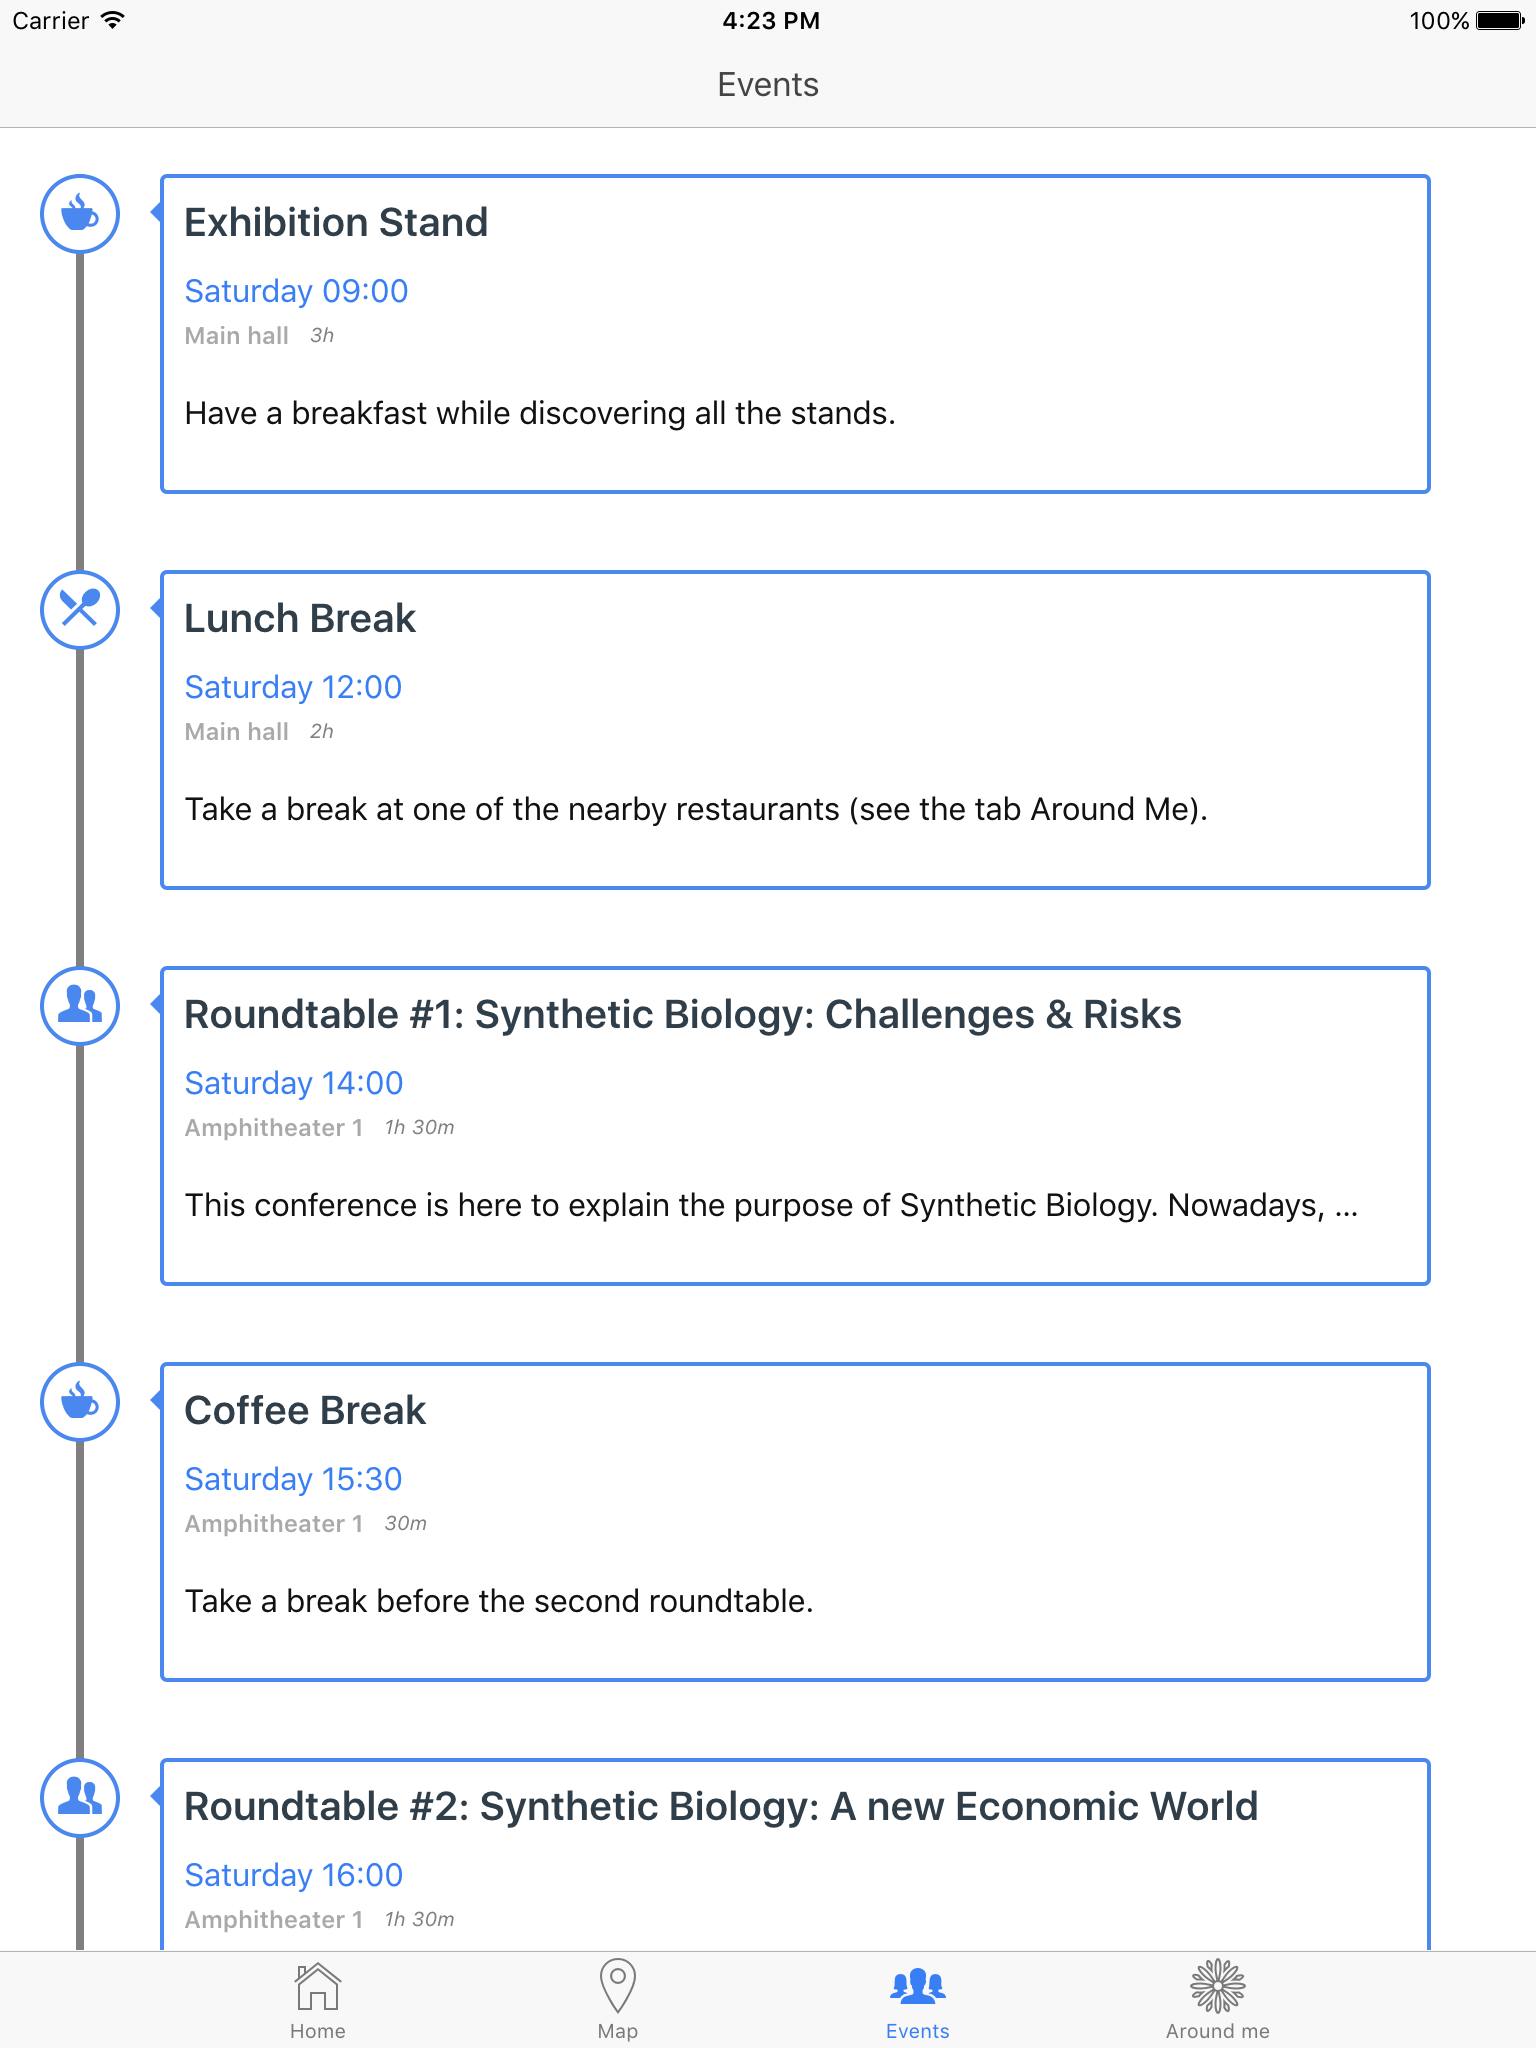 Carrier 4:23 PM 100%
Events
Exhibition Stand
Saturday 09:00
Main hall 3h
Have a breakfast while discovering all the stands.
Lunch Break
Saturday 12:00
Main hall 2h
Take a break at one of the nearby restaurants (see the tab Around Me).
Roundtable #1: Synthetic Biology: Challenges & Risks
Saturday 14:00
Amphitheater 1 1h 30m
This conference is here to explain the purpose of Synthetic Biology. Nowadays, ...
Coffee Break
Saturday 15:30
Amphitheater 1 30m
Take a break before the second roundtable.
Roundtable #2: Synthetic Biology: A new Economic World
Saturday 16:00
Amphitheater 1 1h 30m
Home Map Events Around me